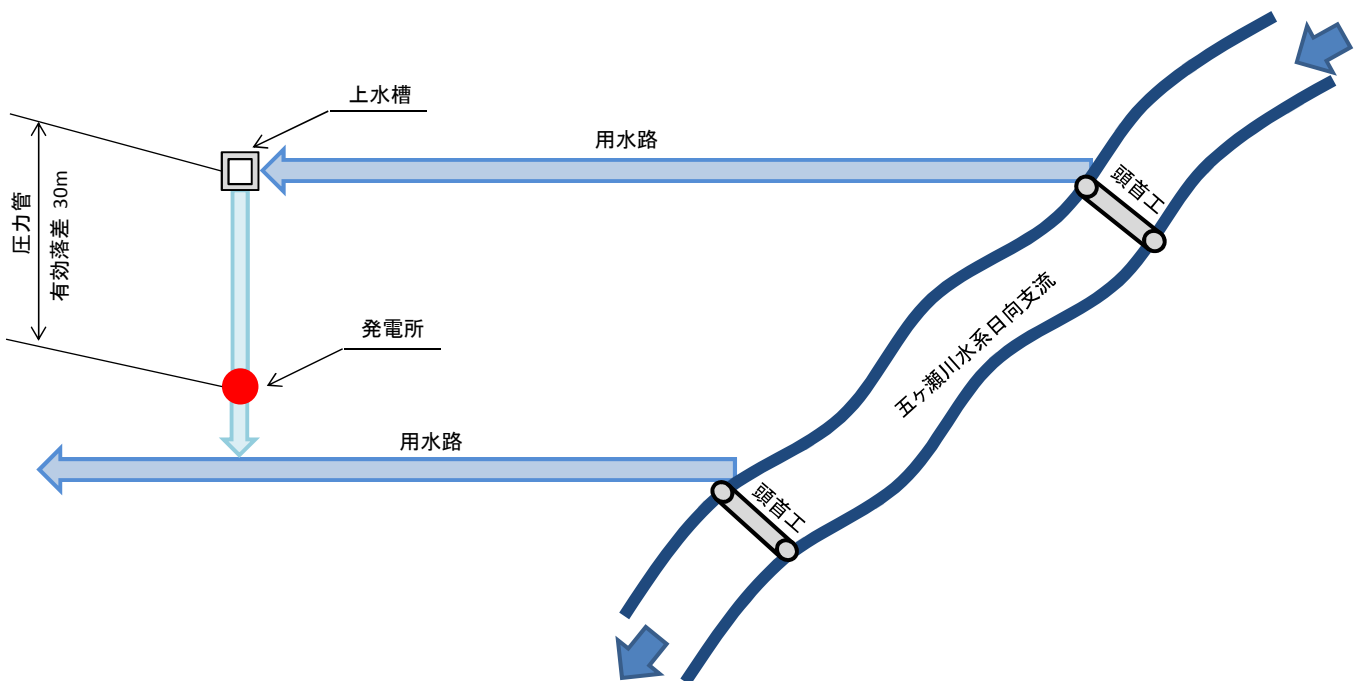 上水槽
用水路
頭首工
圧力管
有効落差 30m
五ヶ瀬川水系日向支流
発電所
用水路
頭首工